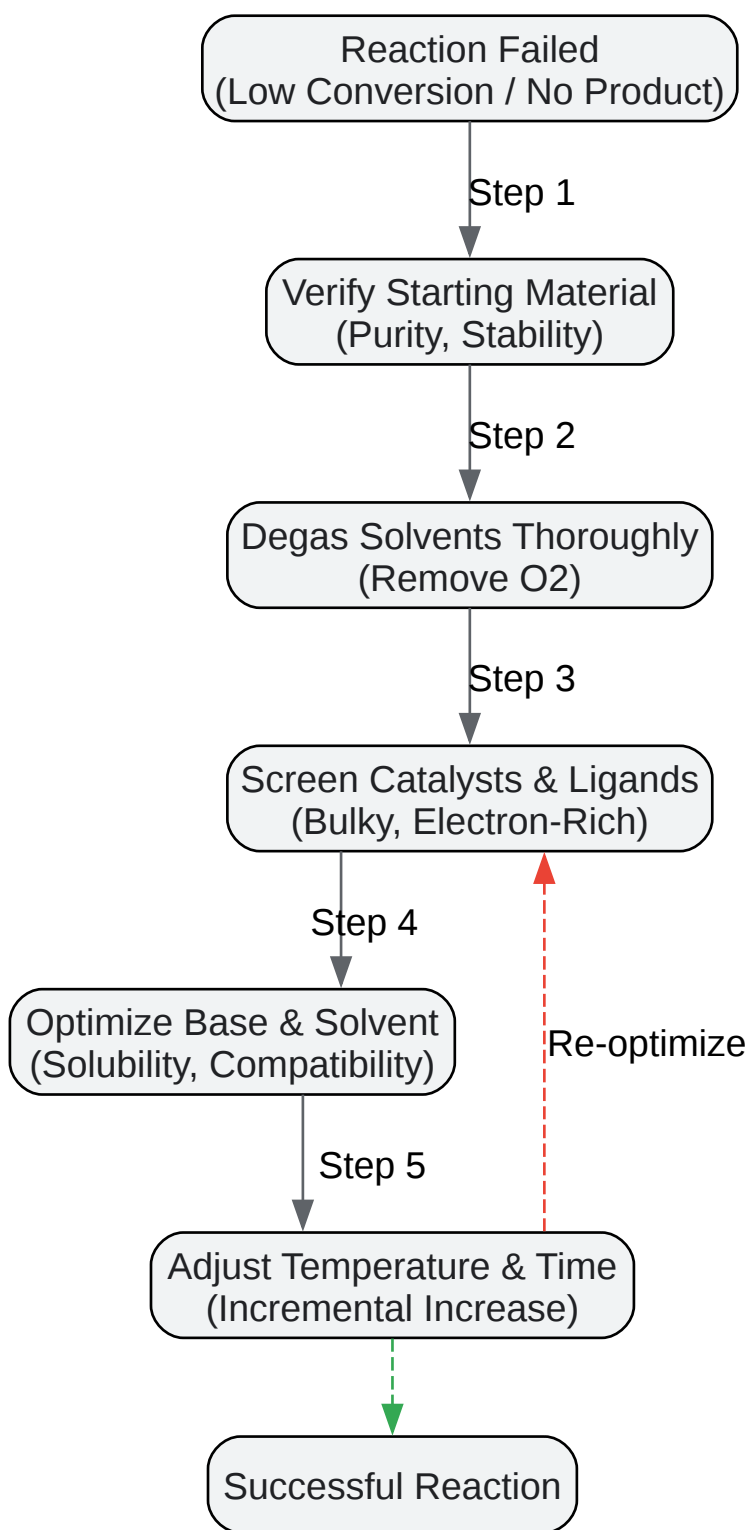 Reaction Failed
(Low Conversion / No Product)
Step 1
Verify Starting Material
(Purity, Stability)
Step 2
Degas Solvents Thoroughly
(Remove O2)
Step 3
Screen Catalysts & Ligands
(Bulky, Electron-Rich)
Step 4
Optimize Base & Solvent
(Solubility, Compatibility)
Re-optimize
Step 5
Adjust Temperature & Time
(Incremental Increase)
Successful Reaction